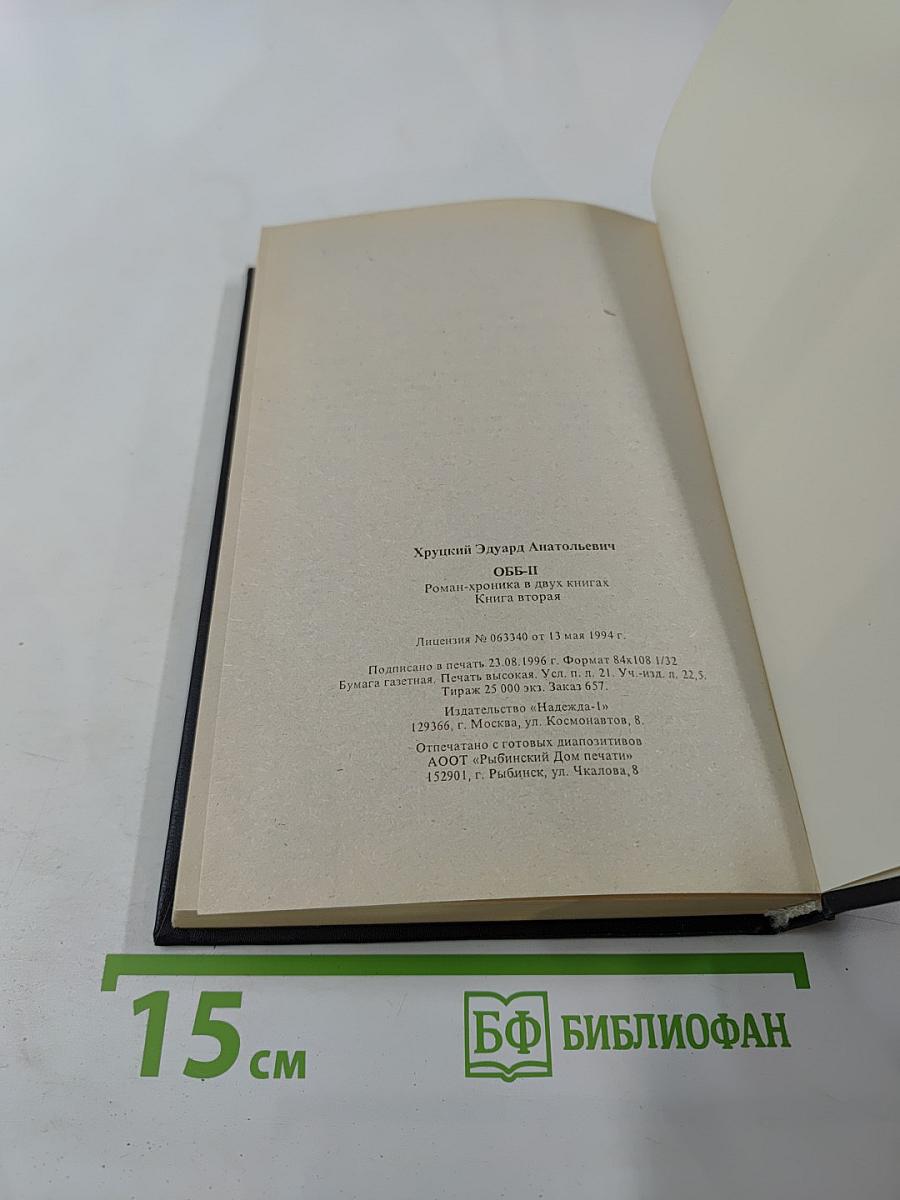 Хруцкий Эдуард Анатольевич
ОББ-II
Роман-хроника в двух книгах
Книга вторая
Лицензия № 063340 от 13 мая 1994 г.
Подписано в печать 23.08.1996 г. Формат 84х108 1/32
Бумага газетная. Печать высокая. Усл. п. л. 21. Уч.-изд. л. 22,5.
Тираж 25 000 экз. Заказ 657.
Издательство «Надежда-1»
129366, г. Москва, ул. Космонавтов, 8.
Отпечатано с готовых диапозитивов
АООТ «Рыбинский Дом печати»
152901, г. Рыбинск, ул. Чкалова, 8
15 см
БФ БИБЛИОФАН